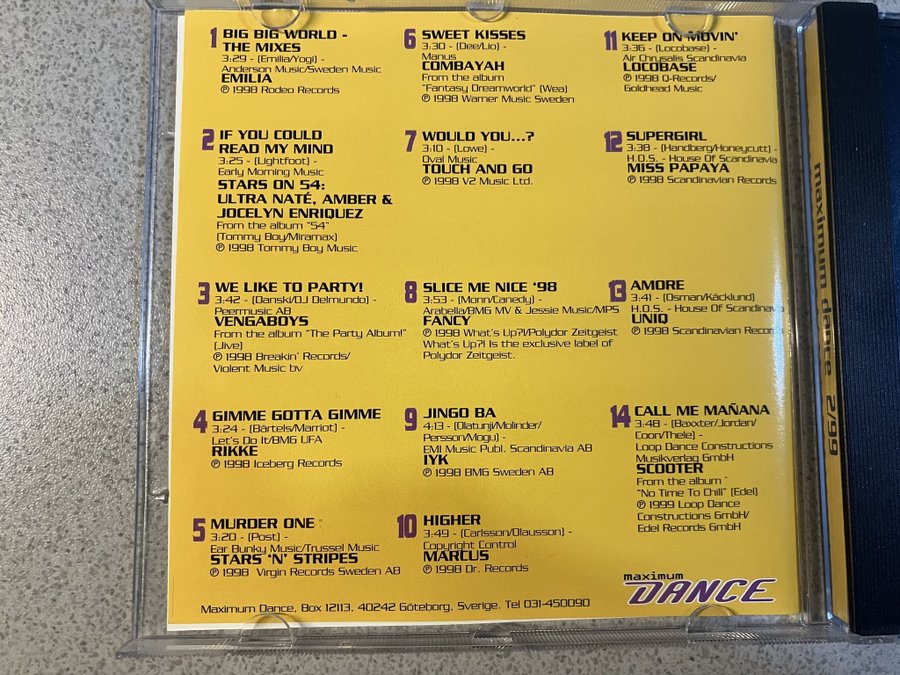 1 BIG BIG WORLD -
THE MIXES
3:29 - (Emilia/Yogi) -
Anderson Music/Sweden Music
EMILIA
℗ 1998 Rodeo Records
2 IF YOU COULD
READ MY MIND
3:25 - (Lightfoot) -
Early Morning Music
STARS ON 54:
ULTRA NATÉ, AMBER &
JOCELYN ENRIQUEZ
From the album "54"
(Tommy Boy/Miramax)
℗ 1998 Tommy Boy Music
3 WE LIKE TO PARTY!
3:42 - (Danski/DJ Delmundo) -
Peermusic AB
VENGABOYS
From the album "The Party Album!"
(Jive)
℗ 1998 Breakin' Records/
Violent Music bv
4 GIMME GOTTA GIMME
3:24 - (Bärtels/Marriot) -
Let's Do It/BMG UFA
RIKKE
℗ 1998 Iceberg Records
5 MURDER ONE
3:20 - (Post) -
Ear Bunky Music/Trussel Music
STARS 'N' STRIPES
℗ 1998 Virgin Records Sweden AB
6 SWEET KISSES
3:30 - (Dee/Lio) -
Manus
COMBAYAH
From the album
"Fantasy Dreamworld" (Wea)
℗ 1998 Warner Music Sweden
7 WOULD YOU...?
3:10 - (Lowe) -
Oval Music
TOUCH AND GO
℗ 1998 V2 Music Ltd.
8 SLICE ME NICE '98
3:53 - (Monn/Canedy) -
Arabella/BMG MV & Jessie Music/MPS
FANCY
℗ 1998 What's Up?!/Polydor Zeitgeist
What's Up?! Is the exclusive label of
Polydor Zeitgeist.
9 JINGO BA
4:13 - (Olatunji/Molinder/
Persson/Mogu) -
EMI Music Publ. Scandinavia AB
IYK
℗ 1998 BMG Sweden AB
10 HIGHER
3:49 - (Carlsson/Olausson) -
Copyright Control
MARCUS
℗ 1998 Dr. Records
11 KEEP ON MOVIN'
3:36 - (Locobase) -
Air Chrysalis Scandinavia
LOCOBASE
℗ 1998 Q-Records/
Goldhead Music
12 SUPERGIRL
3:38 - (Handberg/Honeycutt) -
H.O.S. - House Of Scandinavia
MISS PAPAYA
℗ 1998 Scandinavian Records
13 AMORE
3:41 - (Osman/Kåcklund)
H.O.S. - House Of Scandinavia
UNIQ
℗ 1998 Scandinavian Records
14 CALL ME MAÑANA
3:48 - (Baxxter/Jordan/
Coon/Thele) -
Loop Dance Constructions
Musikverlag GmbH
SCOOTER
From the album
"No Time To Chill" (Edel)
℗ 1999 Loop Dance
Constructions GmbH/
Edel Records GmbH
maximum
DANCE
Maximum Dance, Box 12113, 40242 Göteborg, Sverige. Tel 031-450090
maximum dance 2/99